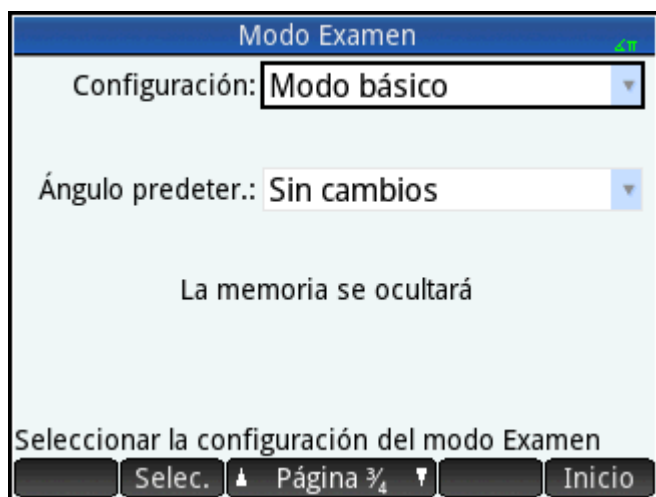 Modo Examen
∡π
Configuración: Modo básico
Ángulo predeter.: Sin cambios
La memoria se ocultará
Seleccionar la configuración del modo Examen
Selec. Página ¾ Inicio